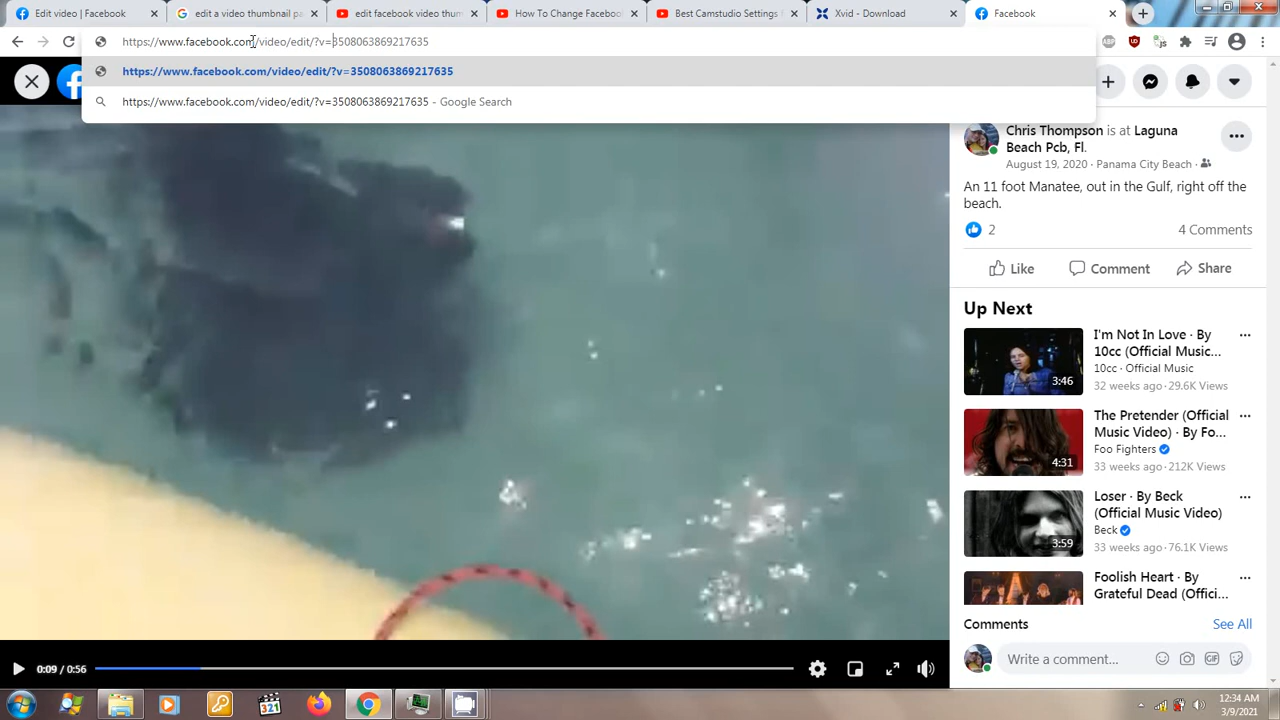 Edit video | Facebook
edit a video thumbnail pa
edit facebook video thum
How To Change Facebook
Best Camstudio Settings f
Xvid - Download
Facebook
https://www.facebook.com/video/edit/?v=3508063869217635
https://www.facebook.com/video/edit/?v=3508063869217635
https://www.facebook.com/video/edit/?v=3508063869217635 - Google Search
Chris Thompson is at Laguna
Beach Pcb, Fl.
August 19, 2020 · Panama City Beach ·
An 11 foot Manatee, out in the Gulf, right off the
beach.
2
4 Comments
Like
Comment
Share
Up Next
I'm Not In Love · By
10cc (Official Music...
10cc · Official Music
32 weeks ago · 29.6K Views
3:46
The Pretender (Official
Music Video) · By Fo...
Foo Fighters
33 weeks ago · 212K Views
4:31
Loser · By Beck
(Official Music Video)
Beck
33 weeks ago · 76.1K Views
3:59
Foolish Heart · By
Grateful Dead (Offici...
Comments
See All
Write a comment...
GIF
0:09 / 0:56
ABP
321
12:34 AM
3/9/2021